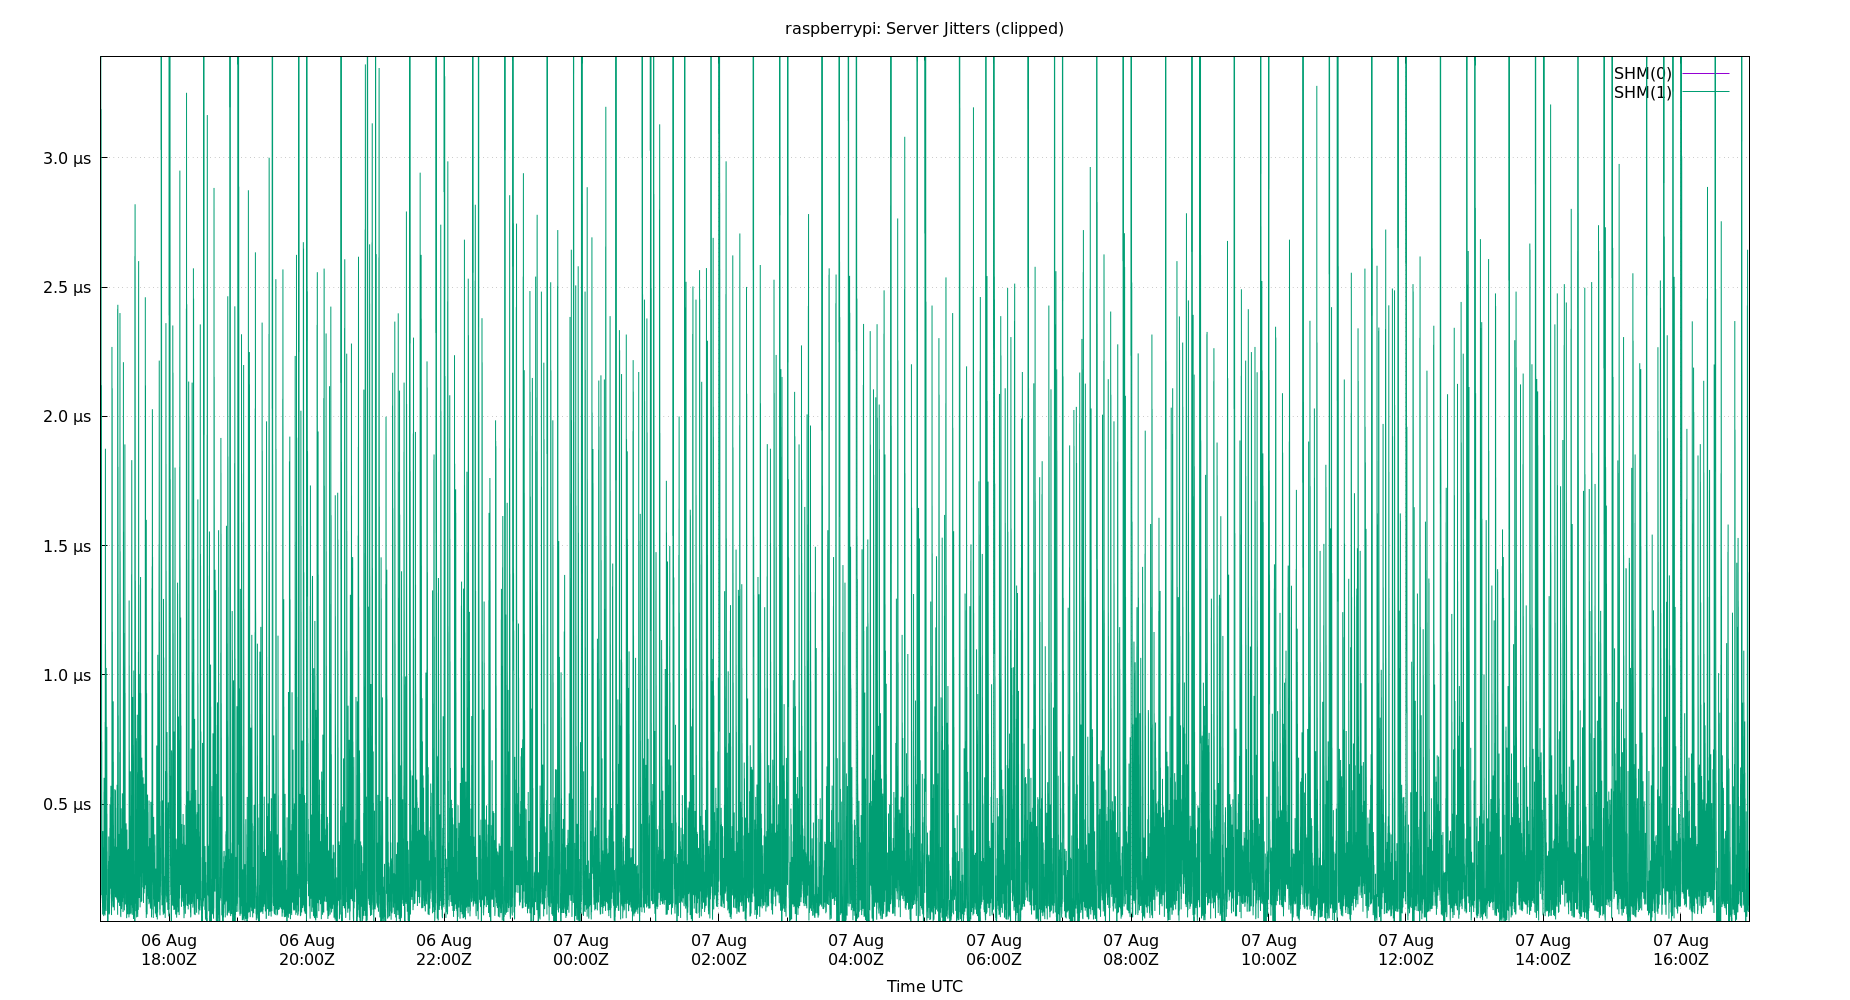 raspberrypi: Server Jitters (clipped)
SHM(0)
SHM(1)
3.0 µs
2.5 µs
2.0 µs
1.5 µs
1.0 µs
0.5 µs
06 Aug 06 Aug 06 Aug 07 Aug 07 Aug 07 Aug 07 Aug 07 Aug 07 Aug 07 Aug 07 Aug 07 Aug
18:00Z 20:00Z 22:00Z 00:00Z 02:00Z 04:00Z 06:00Z 08:00Z 10:00Z 12:00Z 14:00Z 16:00Z
Time UTC